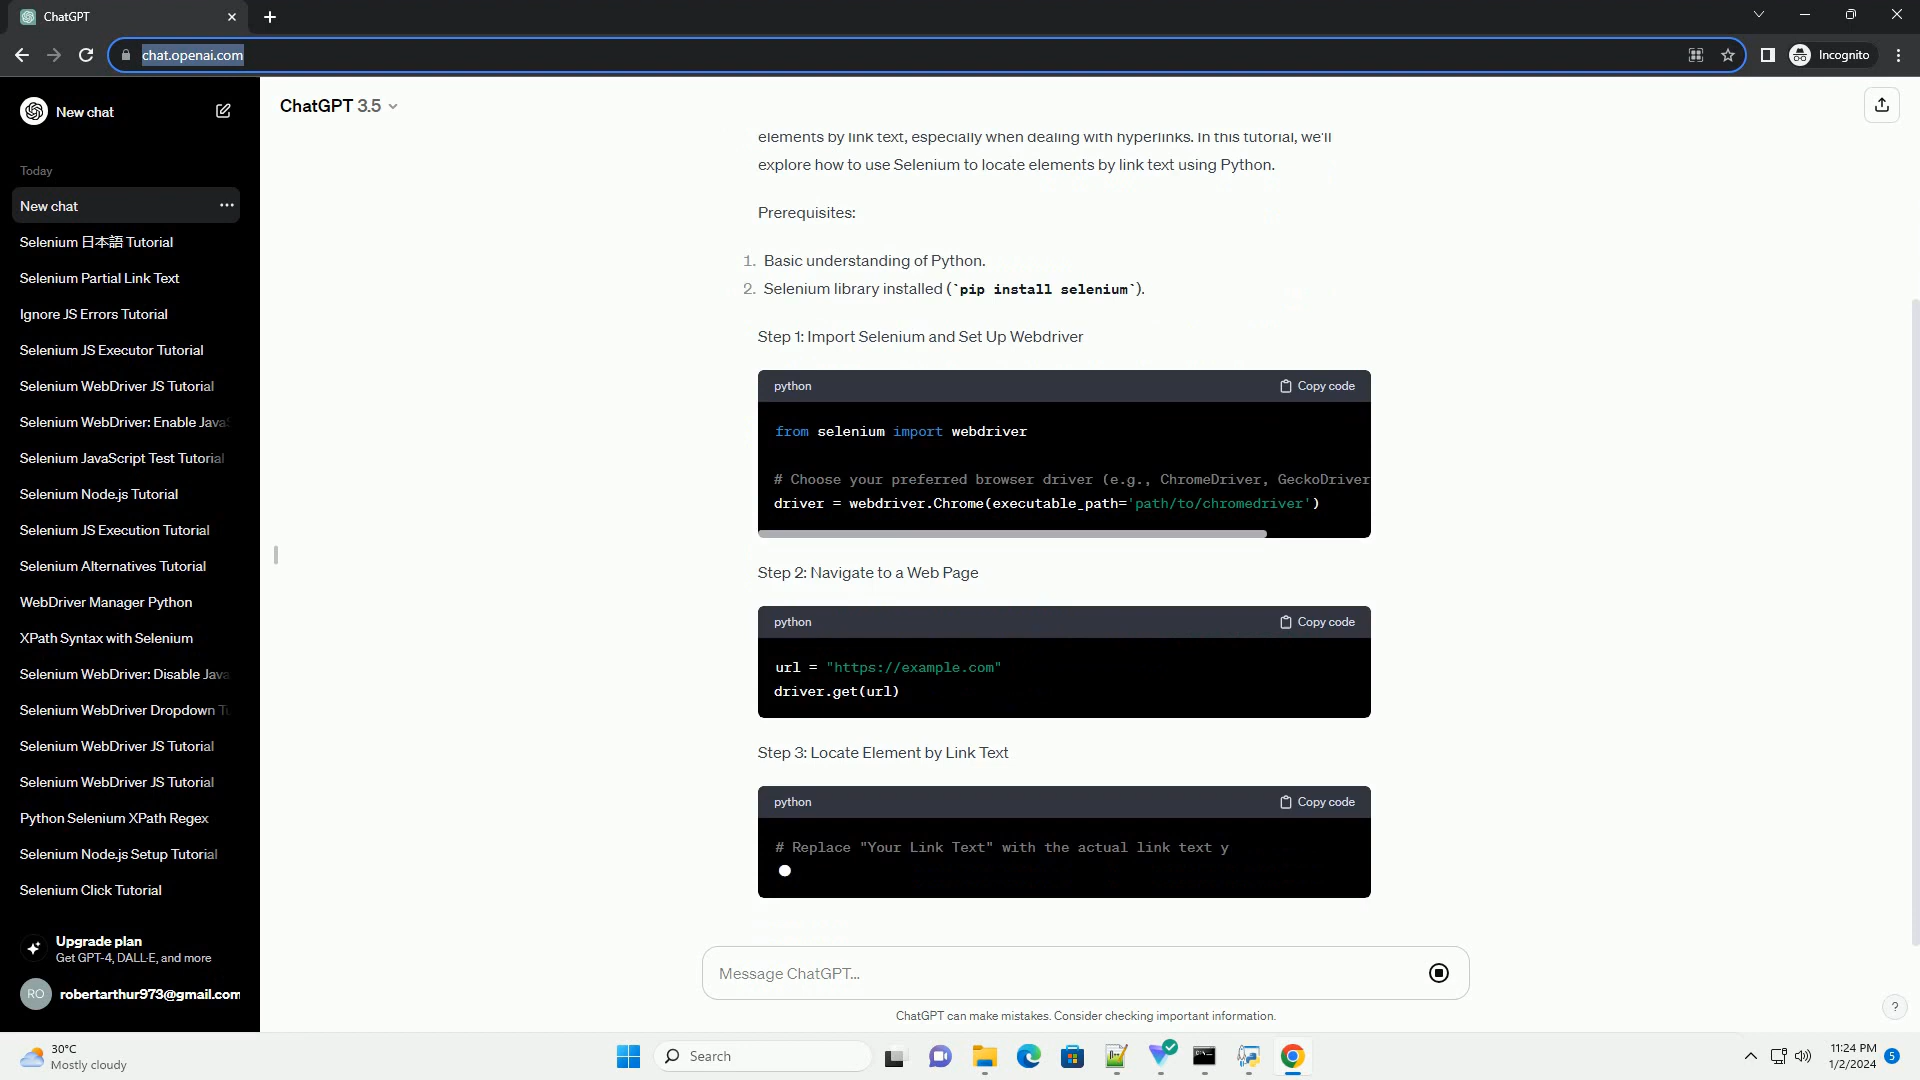 ChatGPT
chat.openai.com
Incognito
New chat
Today
New chat
Selenium 日本語 Tutorial
Selenium Partial Link Text
Ignore JS Errors Tutorial
Selenium JS Executor Tutorial
Selenium WebDriver JS Tutorial
Selenium WebDriver: Enable JavaS
Selenium JavaScript Test Tutorial
Selenium Node.js Tutorial
Selenium JS Execution Tutorial
Selenium Alternatives Tutorial
WebDriver Manager Python
XPath Syntax with Selenium
Selenium WebDriver: Disable Java
Selenium WebDriver Dropdown Tu
Selenium WebDriver JS Tutorial
Selenium WebDriver JS Tutorial
Python Selenium XPath Regex
Selenium Node.js Setup Tutorial
Selenium Click Tutorial
Upgrade plan
Get GPT-4, DALL·E, and more
RO robertarthur973@gmail.com
ChatGPT 3.5
elements by link text, especially when dealing with hyperlinks. In this tutorial, we'll
explore how to use Selenium to locate elements by link text using Python.
Prerequisites:
1. Basic understanding of Python.
2. Selenium library installed (`pip install selenium`).
Step 1: Import Selenium and Set Up Webdriver
python Copy code
from selenium import webdriver
# Choose your preferred browser driver (e.g., ChromeDriver, GeckoDriver
driver = webdriver.Chrome(executable_path='path/to/chromedriver')
Step 2: Navigate to a Web Page
python Copy code
url = "https://example.com"
driver.get(url)
Step 3: Locate Element by Link Text
python Copy code
# Replace "Your Link Text" with the actual link text y
Message ChatGPT...
ChatGPT can make mistakes. Consider checking important information.
?
30°C
Mostly cloudy
Search
11:24 PM
1/2/2024
5